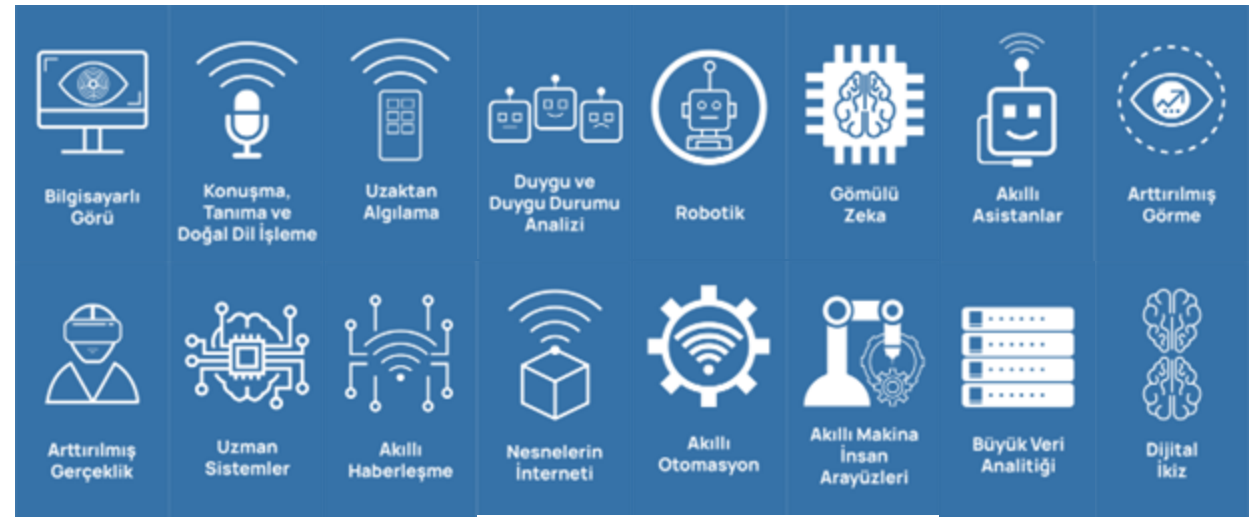 Bilgisayarlı
Görü
Konuşma,
Tanıma ve
Doğal Dil İşleme
Uzaktan
Algılama
Duygu ve
Duygu Durumu
Analizi
Robotik
Gömülü
Zeka
Akıllı
Asistanlar
Arttırılmış
Görme
Arttırılmış
Gerçeklik
Uzman
Sistemler
Akıllı
Haberleşme
Nesnelerin
İnterneti
Akıllı
Otomasyon
Akıllı Makina
İnsan
Arayüzleri
Büyük Veri
Analitiği
Dijital
İkiz